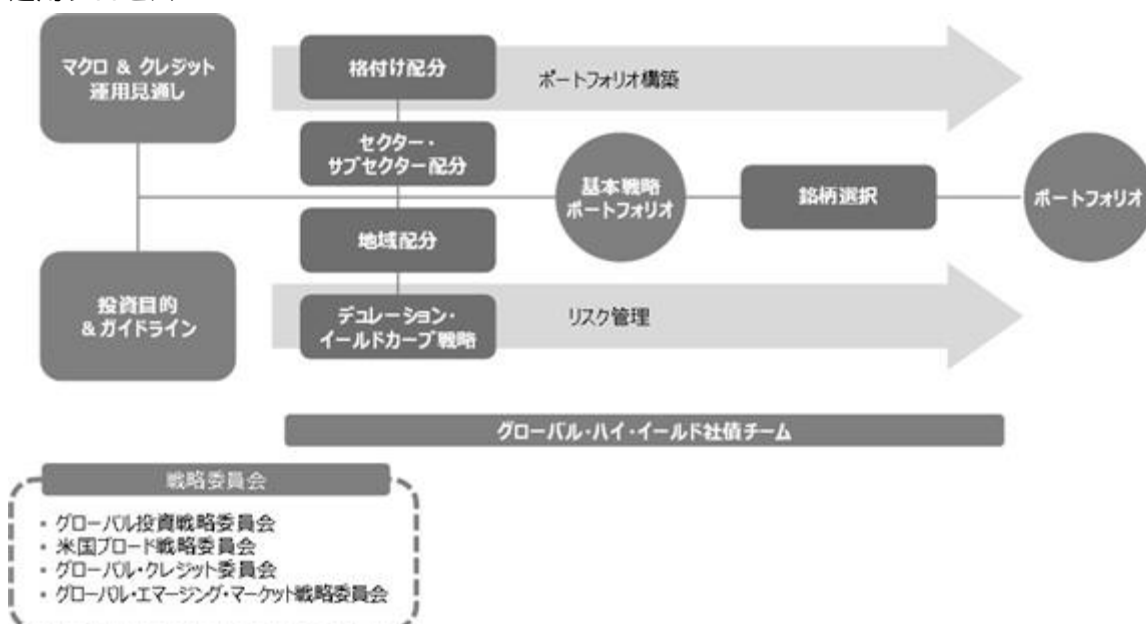 マクロ & クレジット
運用見通し
格付け配分
ポートフォリオ構築
セクター・
サブセクター配分
基本戦略
ポートフォリオ
銘柄選択
ポートフォリオ
地域配分
投資目的
&ガイドライン
デュレーション・
イールドカーブ戦略
リスク管理
グローバル・ハイ・イールド社債チーム
戦略委員会
▪ グローバル投資戦略委員会
▪ 米国ブロード戦略委員会
▪ グローバル・クレジット委員会
▪ グローバル・エマージング・マーケット戦略委員会